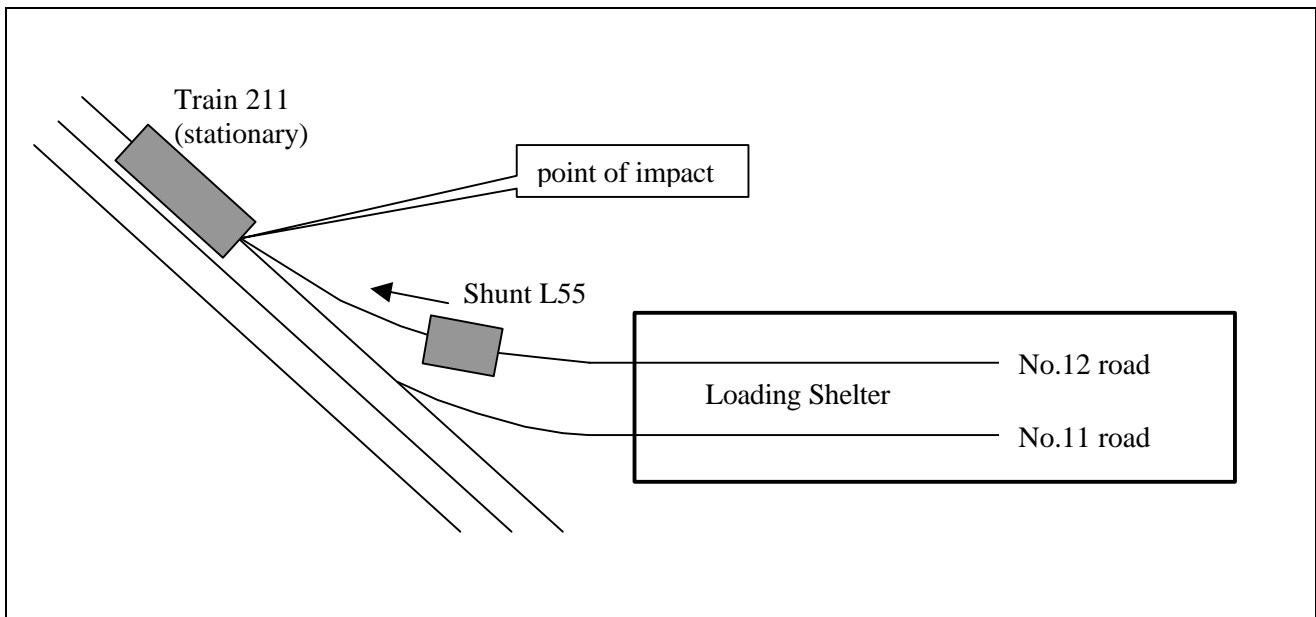 Train 211
(stationary)
point of impact
Shunt L55
No.12 road
Loading Shelter
No.11 road